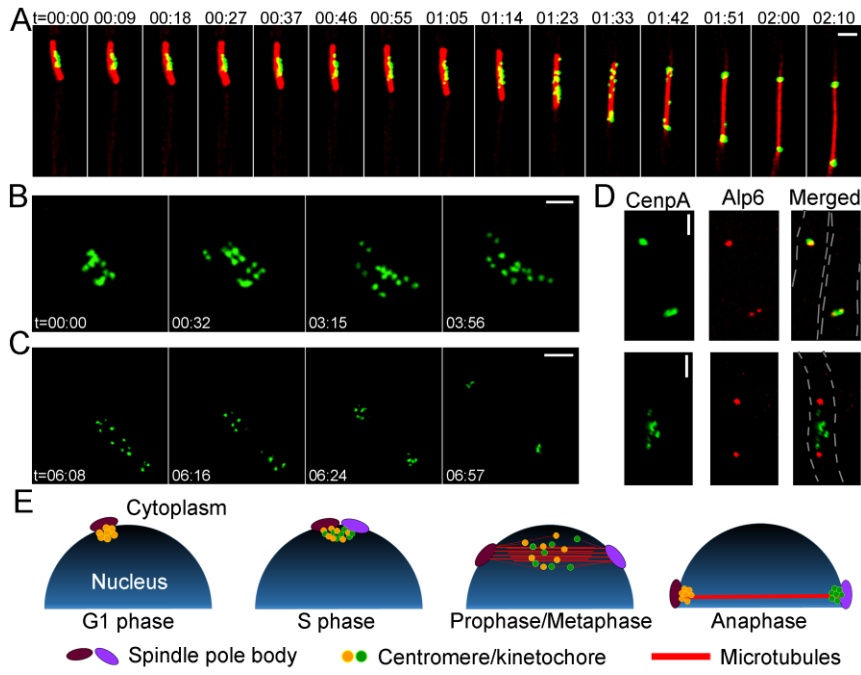 A t=00:00 00:09 00:18 00:27 00:37 00:46 00:55 01:05 01:14 01:23 01:33 01:42 01:51 02:00 02:10
B
t=00:00 00:32 03:15 03:56
C
t=06:08 06:16 06:24 06:57
D CenpA Alp6 Merged
E
Cytoplasm
Nucleus
G1 phase S phase Prophase/Metaphase Anaphase
Spindle pole body Centromere/kinetochore Microtubules